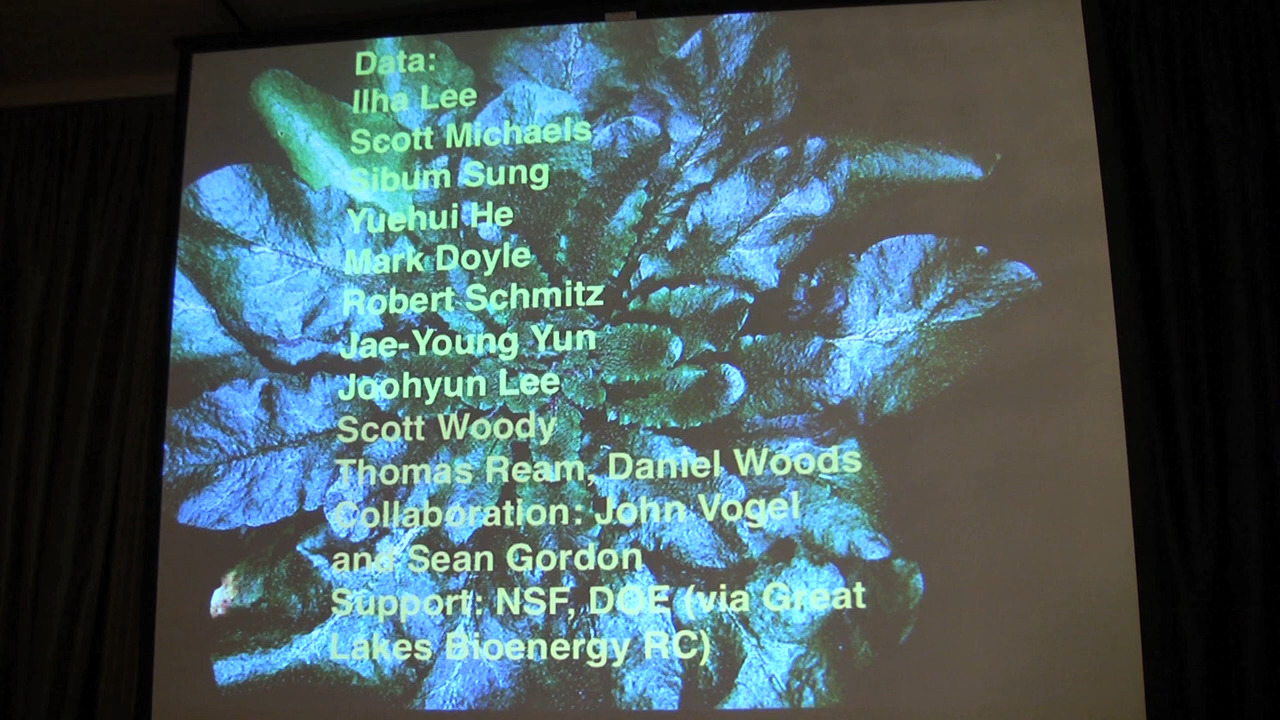 Data:
Ilha Lee
Scott Michaels
Sibum Sung
Yuehui He
Mark Doyle
Robert Schmitz
Jae-Young Yun
Joohyun Lee
Scott Woody
Thomas Ream, Daniel Woods
Collaboration: John Vogel
and Sean Gordon
Support: NSF, DOE (via Great
Lakes Bioenergy RC)